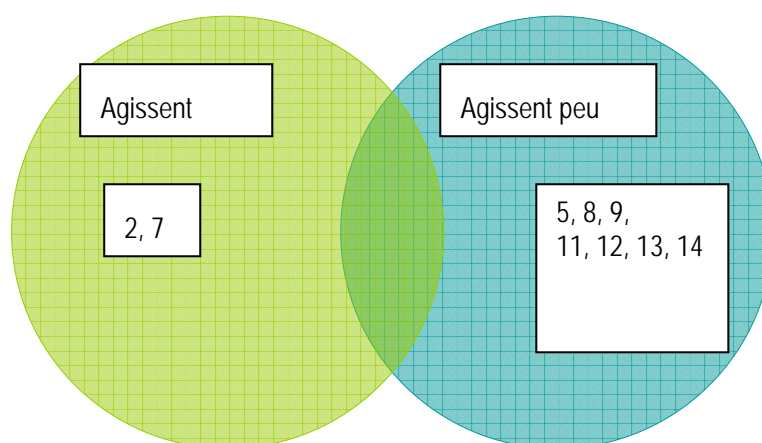 Agissent
Agissent peu
2, 7
5, 8, 9,
11, 12, 13, 14